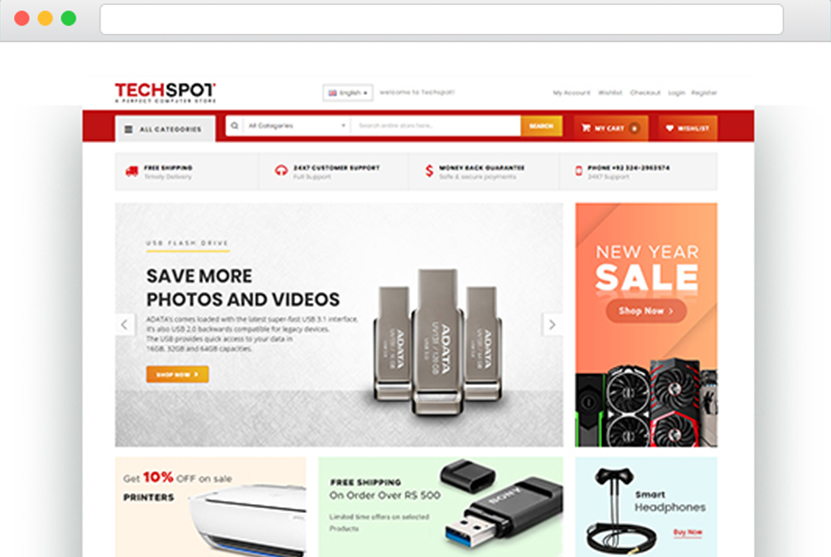 TECHSPOT
A PERFECT COMPUTER STORE
English
welcome to Techspot!
My Account Wishlist Checkout Login Register
ALL CATEGORIES
All Categories
Search entire store here...
SEARCH
MY CART 0
WISHLIST
FREE SHIPPING
Timely Delivery
24X7 CUSTOMER SUPPORT
Full Support
MONEY BACK GUARANTEE
Safe & secure payments
PHONE +92 324-2963574
24X7 Support
USB FLASH DRIVE
SAVE MORE
PHOTOS AND VIDEOS
ADATA's comes loaded with the latest super-fast USB 3.1 interface,
it's also USB 2.0 backwards compatible for legacy devices.
The USB provides quick access to your data in
16GB, 32GB and 64GB capacities.
SHOP NOW
ADATA
ADATA
UV131 / 128GB
ADATA
NEW YEAR
SALE
Shop Now
Get 10% OFF on sale
PRINTERS
FREE SHIPPING
On Order Over RS 500
Limited time offers on selected
Products
SONY
Smart
Headphones
Buy Now